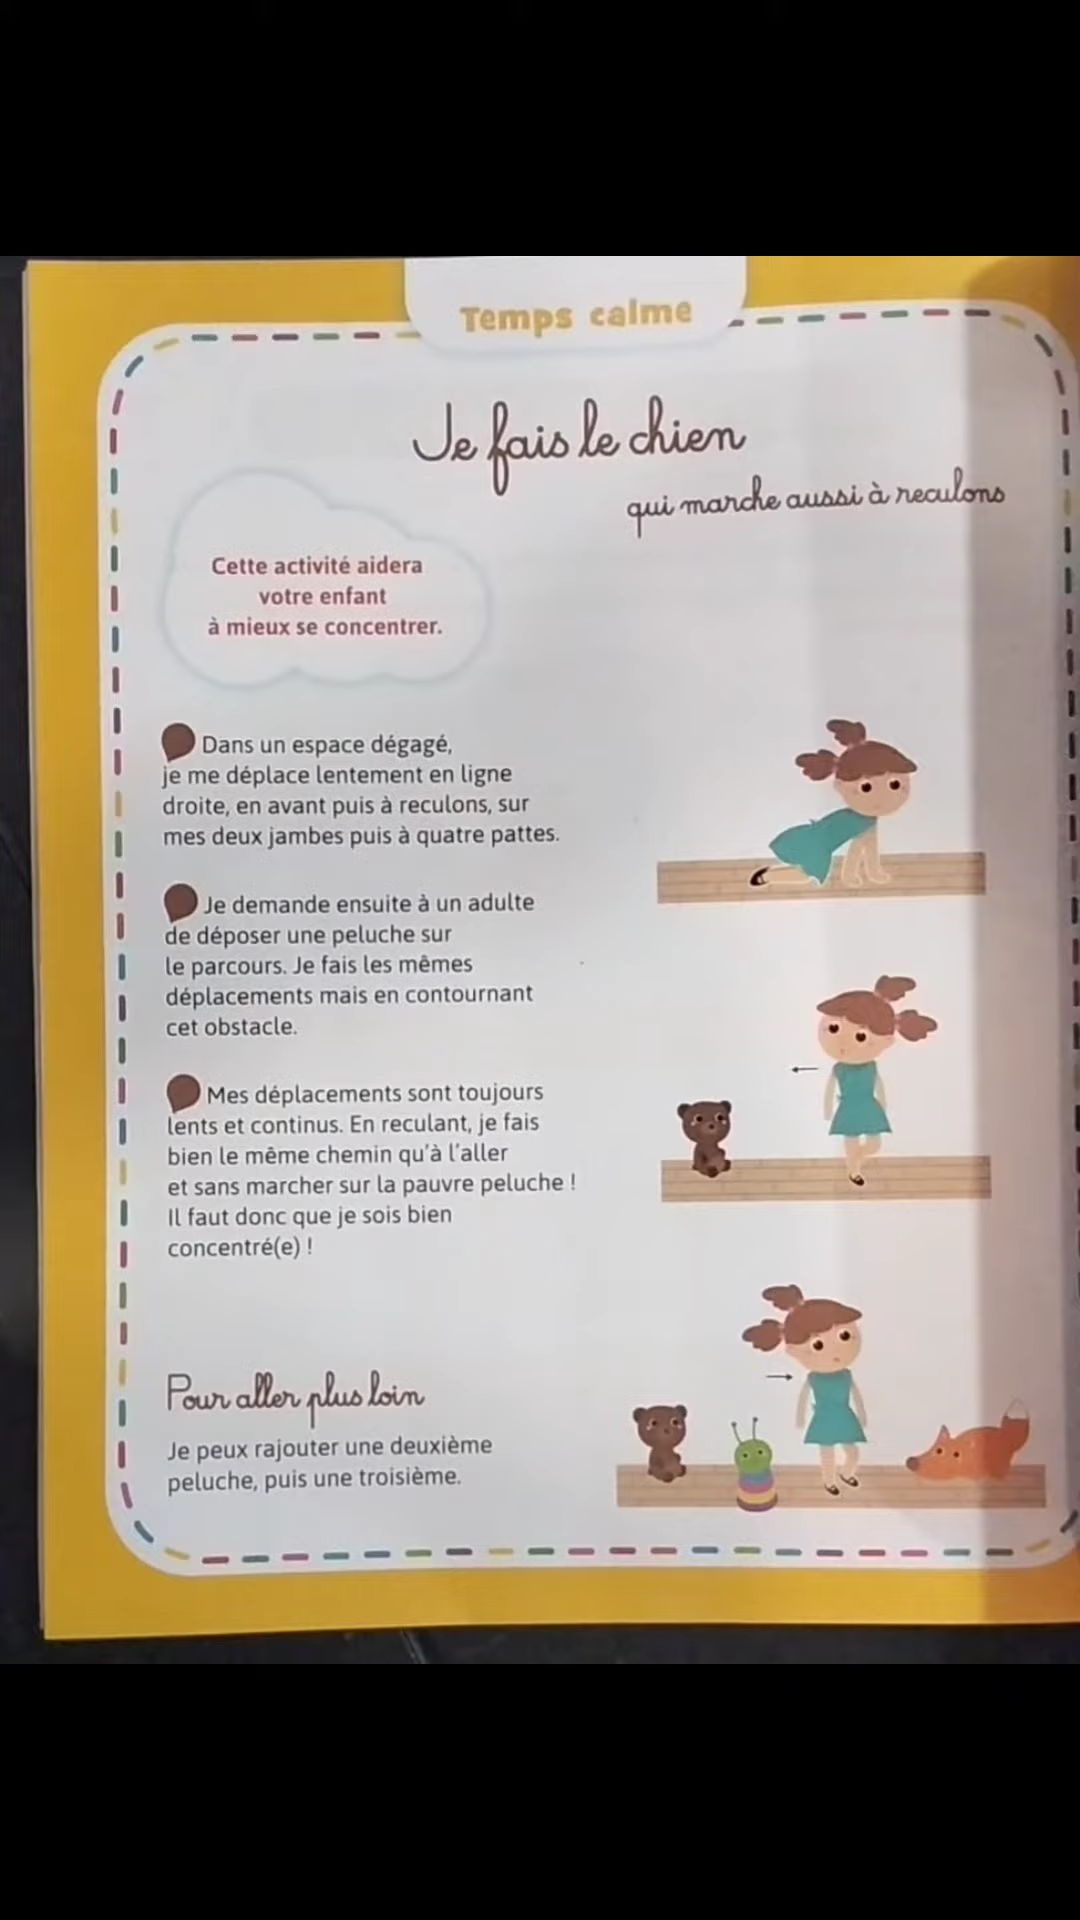 Temps calme
Je fais le chien
qui marche aussi à reculons
Cette activité aidera
votre enfant
à mieux se concentrer.
Dans un espace dégagé,
je me déplace lentement en ligne
droite, en avant puis à reculons, sur
mes deux jambes puis à quatre pattes.
Je demande ensuite à un adulte
de déposer une peluche sur
le parcours. Je fais les mêmes
déplacements mais en contournant
cet obstacle.
Mes déplacements sont toujours
lents et continus. En reculant, je fais
bien le même chemin qu'à l'aller
et sans marcher sur la pauvre peluche !
Il faut donc que je sois bien
concentré(e) !
Pour aller plus loin
Je peux rajouter une deuxième
peluche, puis une troisième.